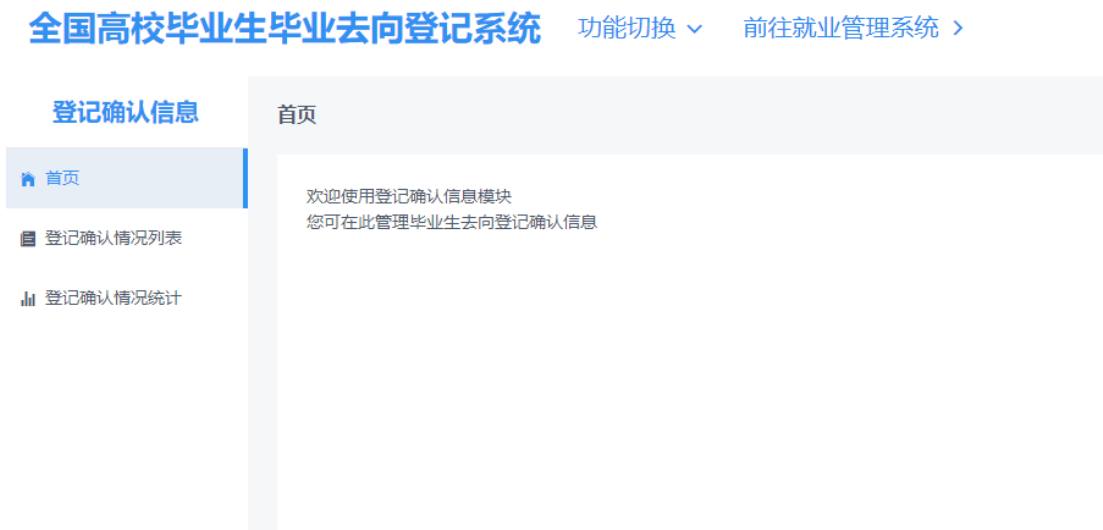 全国高校毕业生毕业去向登记系统 功能切换 前往就业管理系统
登记确认信息
首页
登记确认情况列表
登记确认情况统计
首页
欢迎使用登记确认信息模块
您可在此管理毕业生去向登记确认信息